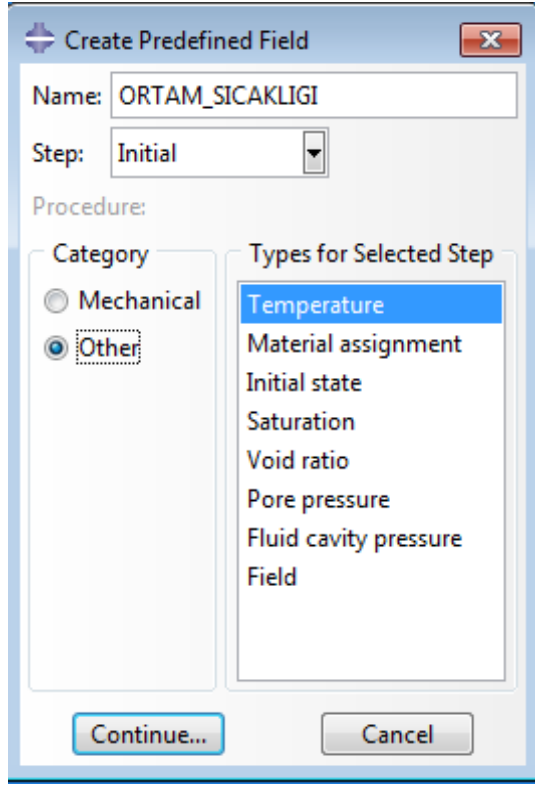 Create Predefined Field
Name: ORTAM_SICAKLIGI
Step: Initial
Procedure:
Category
Mechanical
Other
Types for Selected Step
Temperature
Material assignment
Initial state
Saturation
Void ratio
Pore pressure
Fluid cavity pressure
Field
Continue... Cancel